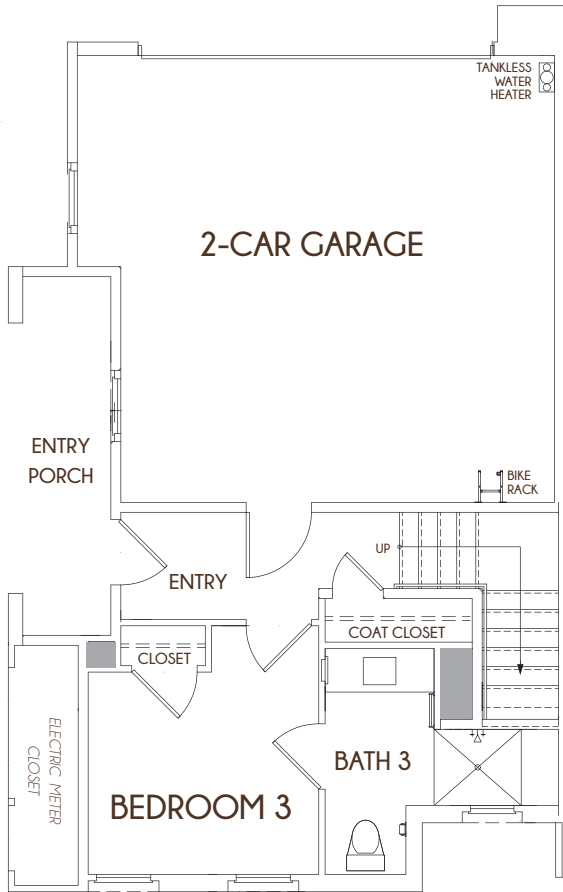 TANKLESS
WATER
HEATER
2-CAR GARAGE
ENTRY
PORCH
BIKE
RACK
UP
ENTRY
COAT CLOSET
CLOSET
ELECTRIC METER
CLOSET
BATH 3
BEDROOM 3